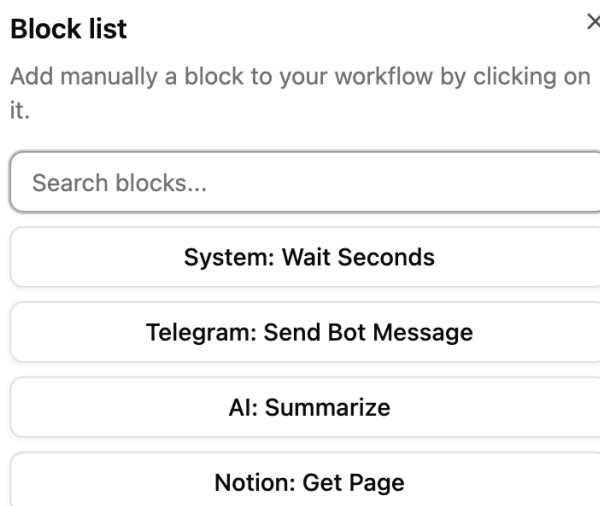 Block list
Add manually a block to your workflow by clicking on
it.
Search blocks...
System: Wait Seconds
Telegram: Send Bot Message
AI: Summarize
Notion: Get Page